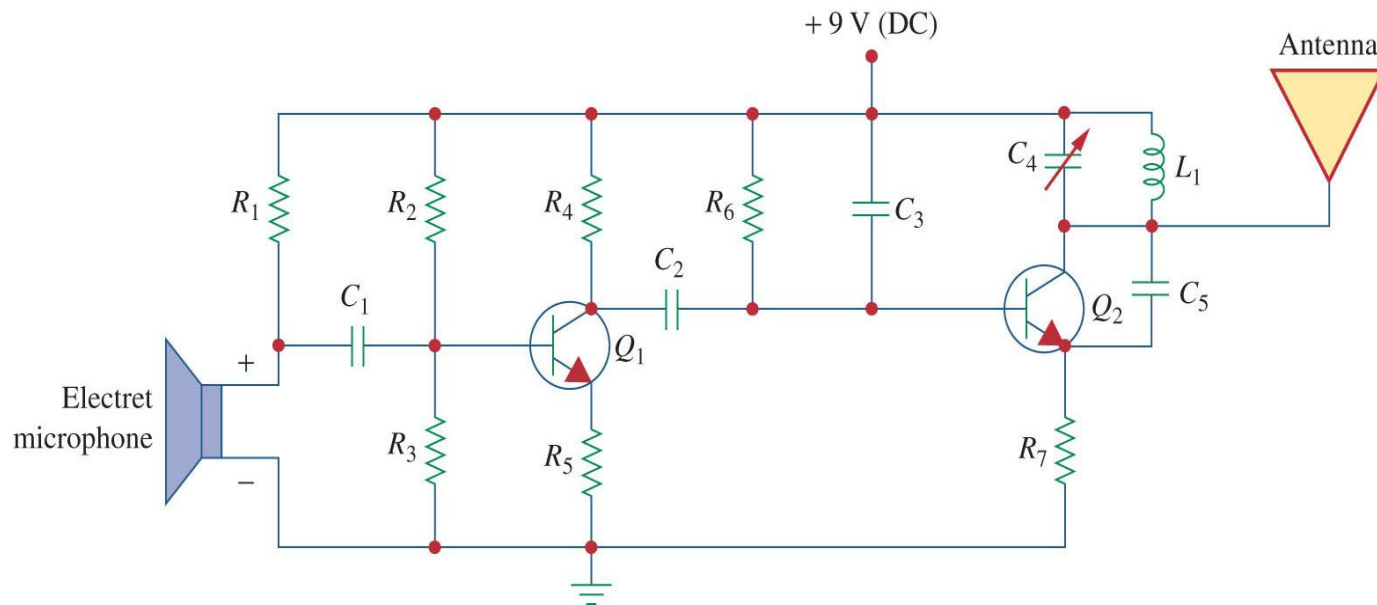 + 9 V (DC)
Antenna
C4
L1
R1
R2
R4
R6
C3
C2
C1
C5
Q2
Q1
+
Electret
microphone
R3
R5
R7
−